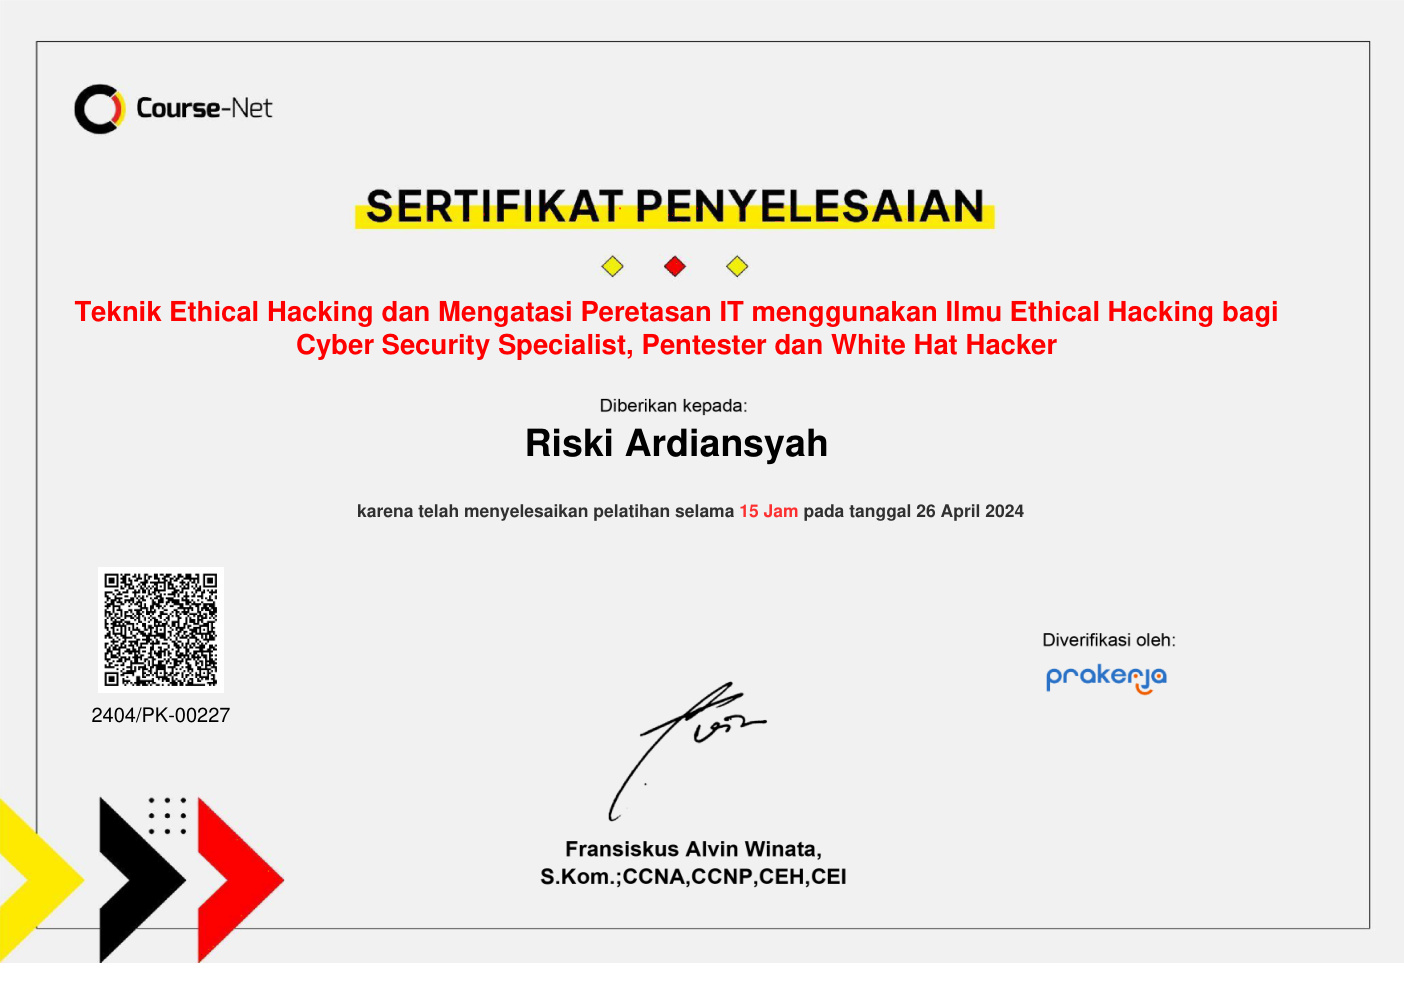 Course-Net
SERTIFIKAT PENYELESAIAN
Teknik Ethical Hacking dan Mengatasi Peretasan IT menggunakan Ilmu Ethical Hacking bagi
Cyber Security Specialist, Pentester dan White Hat Hacker
Diberikan kepada:
Riski Ardiansyah
karena telah menyelesaikan pelatihan selama 15 Jam pada tanggal 26 April 2024
2404/PK-00227
Diverifikasi oleh:
prakerja
Fransiskus Alvin Winata,
S.Kom.;CCNA,CCNP,CEH,CEI